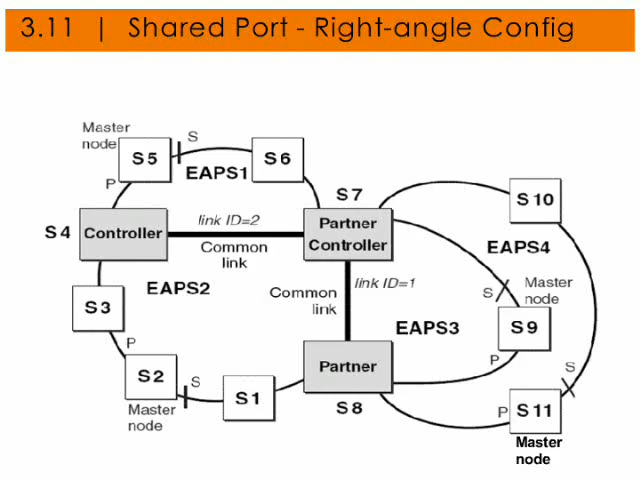 3.11 | Shared Port - Right-angle Config
Master
node
S5
S
S6
EAPS1
P
S7
S10
S4
Controller
link ID=2
Common
link
Partner
Controller
EAPS4
EAPS2
Common
link
link ID=1
S
Master
node
S3
EAPS3
S9
P
P
S2
S
Partner
S
Master
node
S1
S8
P
S11
Master
node